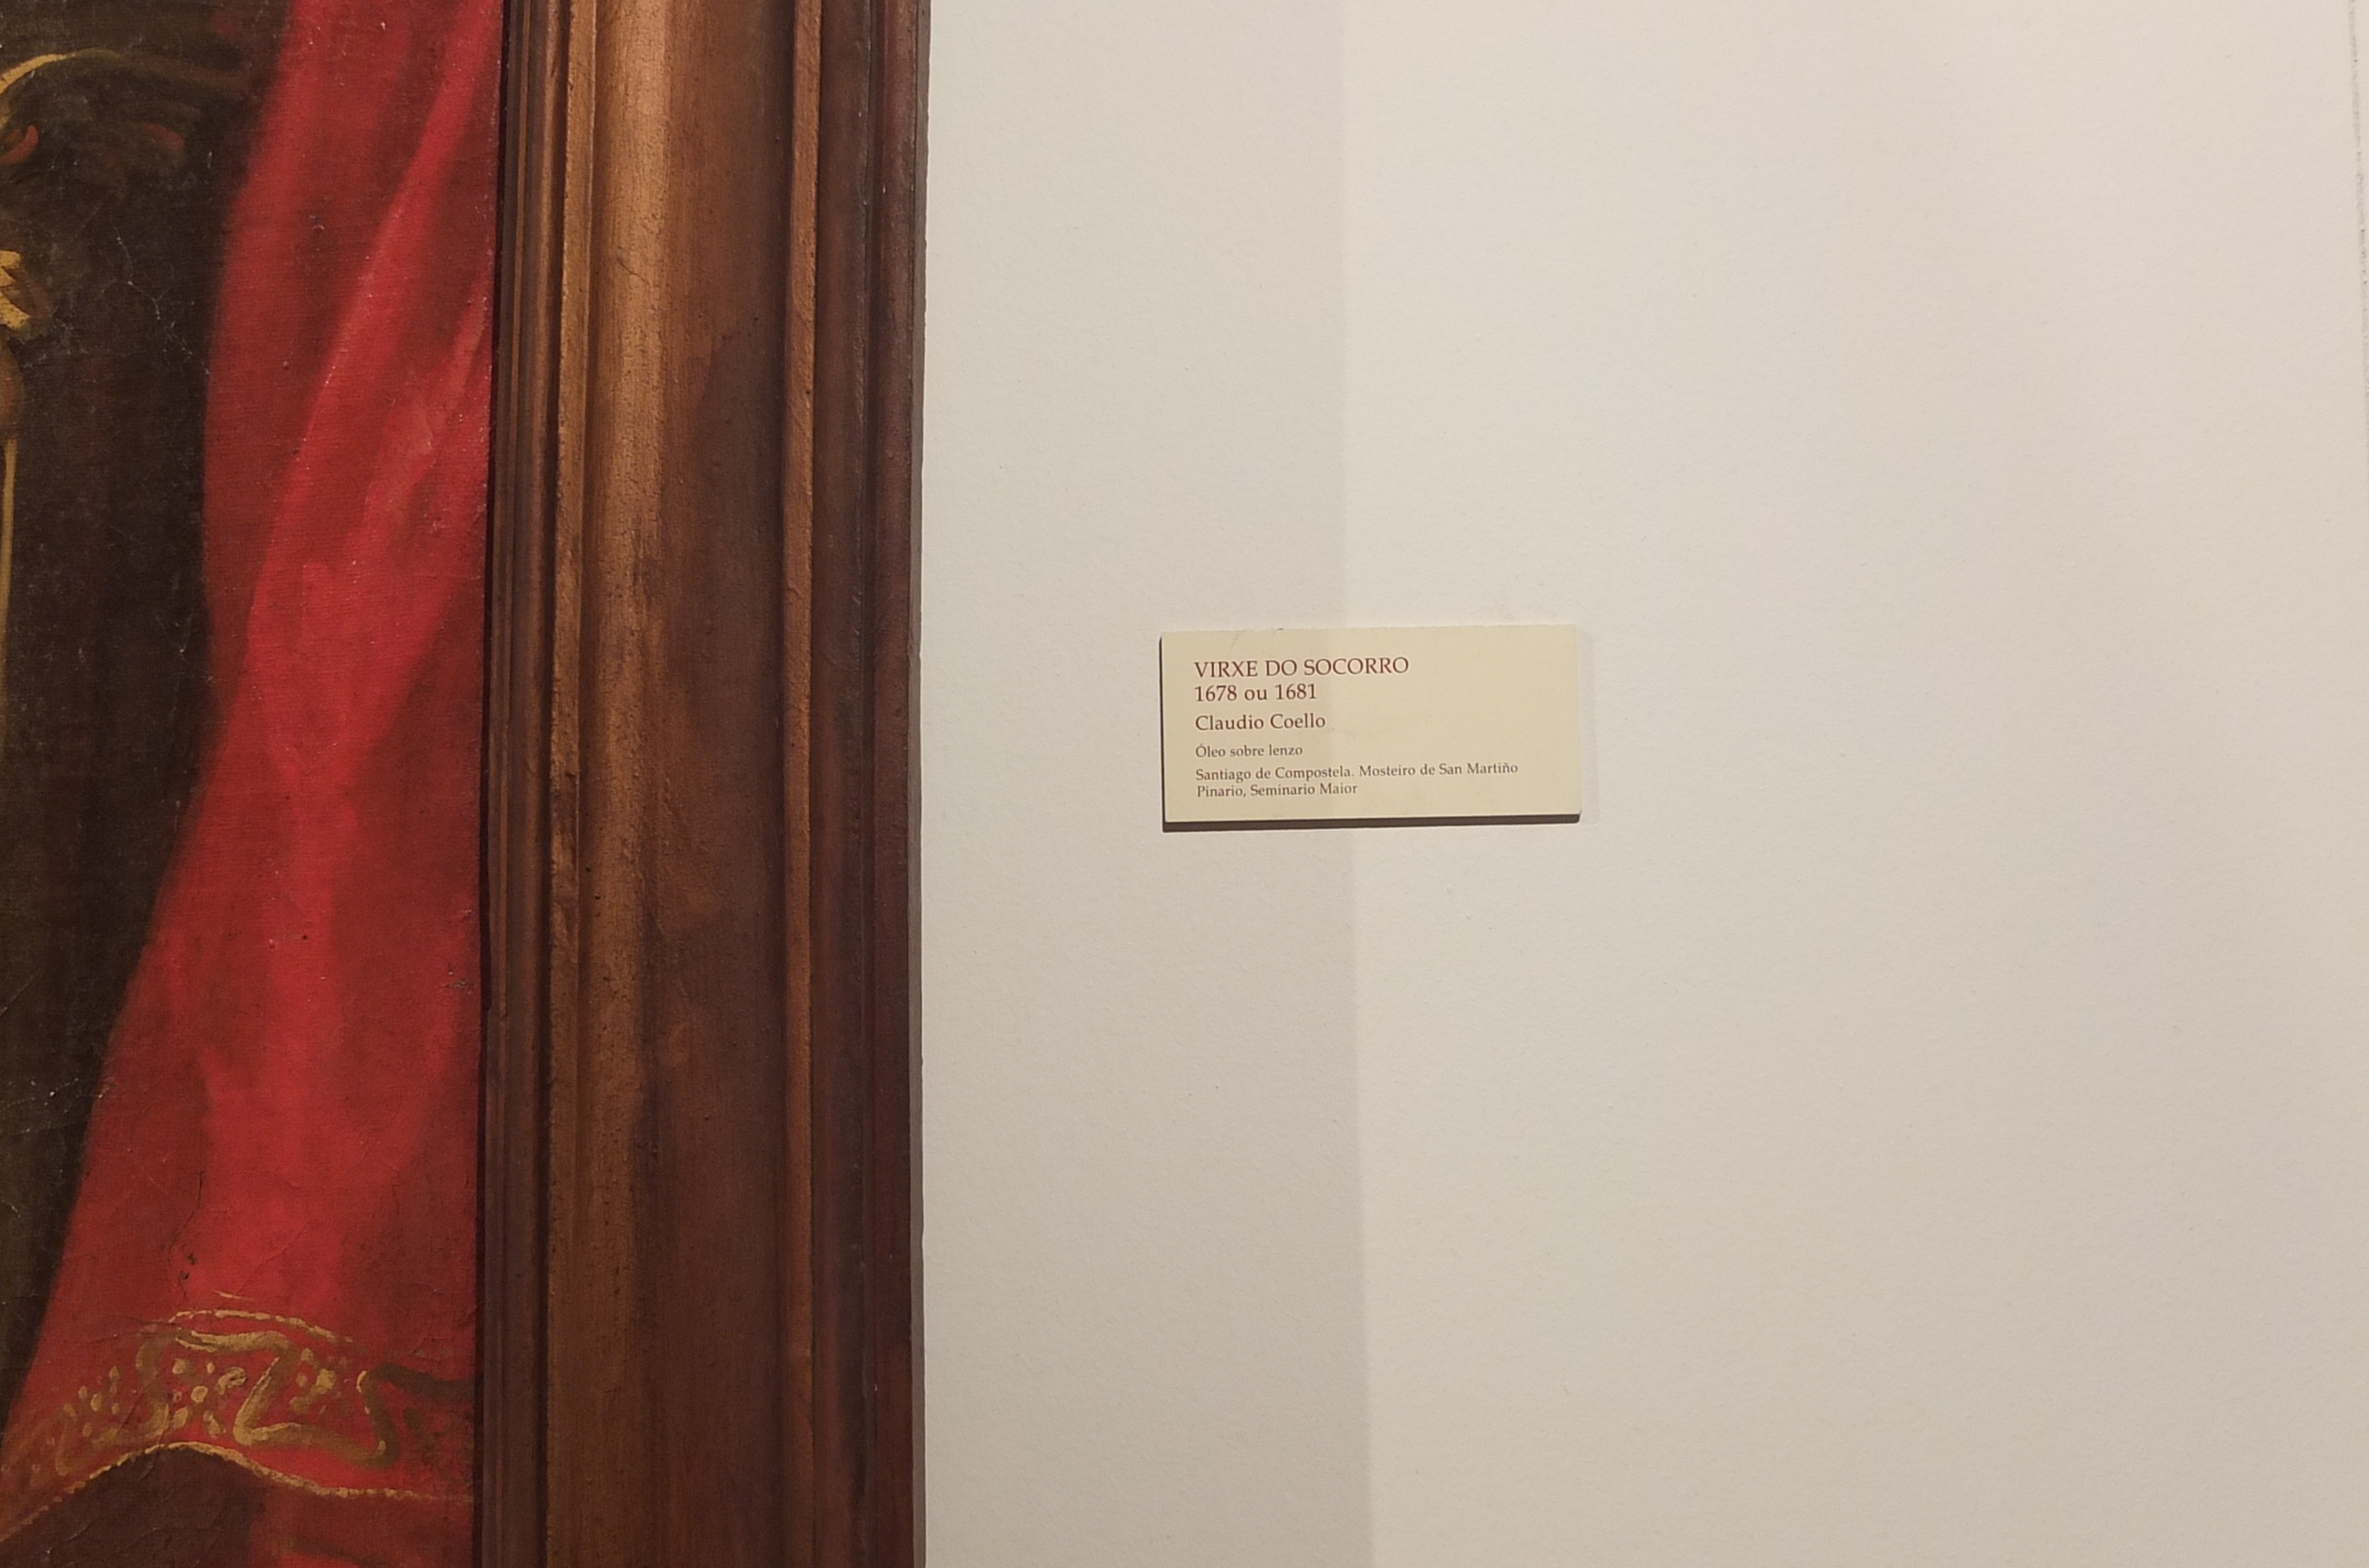 VIRXE DO SOCORRO
1678 ou 1681
Claudio Coello
Óleo sobre lenzo
Santiago de Compostela. Mosteiro de San Martiño
Pinario, Seminario Maior